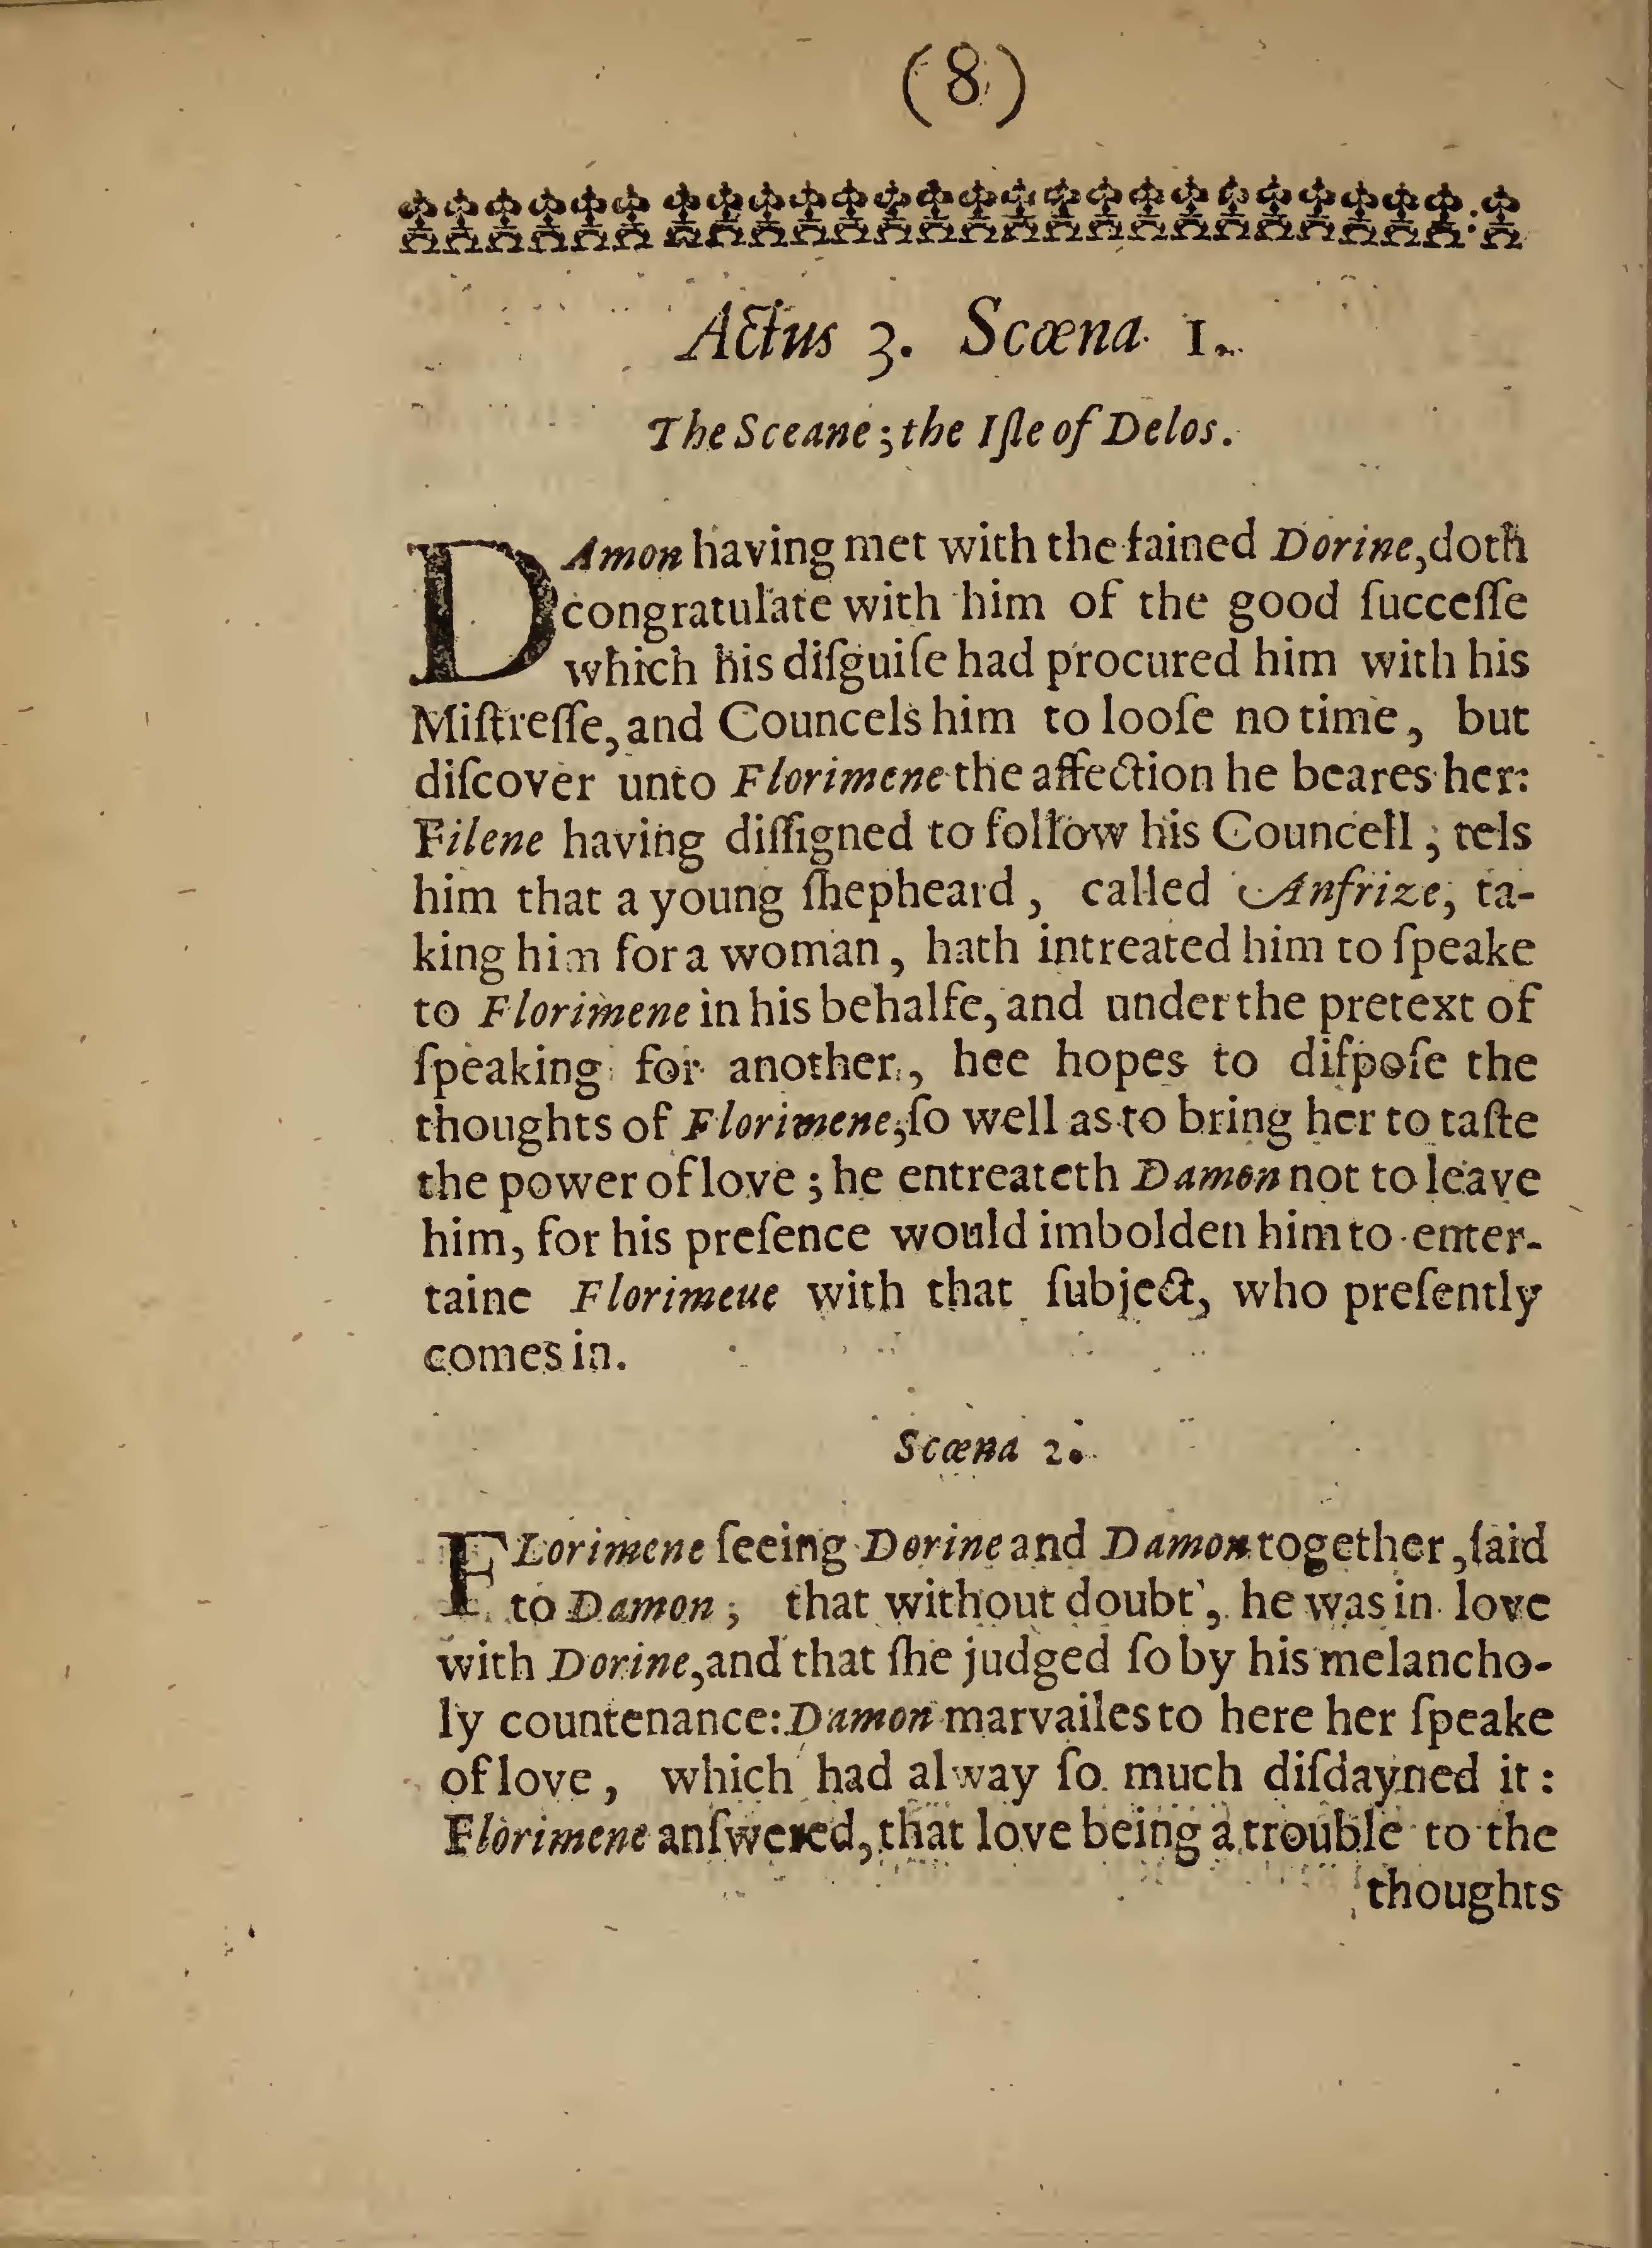 (8)
Actus 3. Scœna 1.
The Sceane; the Iſle of Delos.
DAmon having met with the fained Dorine, doth
congratulate with him of the good ſucceſſe
which his diſguiſe had procured him with his
Miſtreſſe, and Councels him to looſe no time, but
diſcover unto Florimene the affection he beares her:
Filene having diſſigned to follow his Councell; tels
him that a young ſhepheard, called Anfrize, ta-
king him for a woman, hath intreated him to ſpeake
to Florimene in his behalfe, and under the pretext of
ſpeaking for another, hee hopes to diſpoſe the
thoughts of Florimene, ſo well as to bring her to taſte
the power of love; he entreateth Damon not to leave
him, for his preſence would imbolden him to enter-
taine Florimeue with that ſubject, who preſently
comes in.
Scœna 2.
FLorimene ſeeing Dorine and Damon together, ſaid
to Damon; that without doubt, he was in love
with Dorine, and that ſhe judged ſo by his melancho-
ly countenance: Damon marvailes to here her ſpeake
of love, which had alway ſo much diſdayned it:
Florimene anſwered, that love being a trouble to the
thoughts